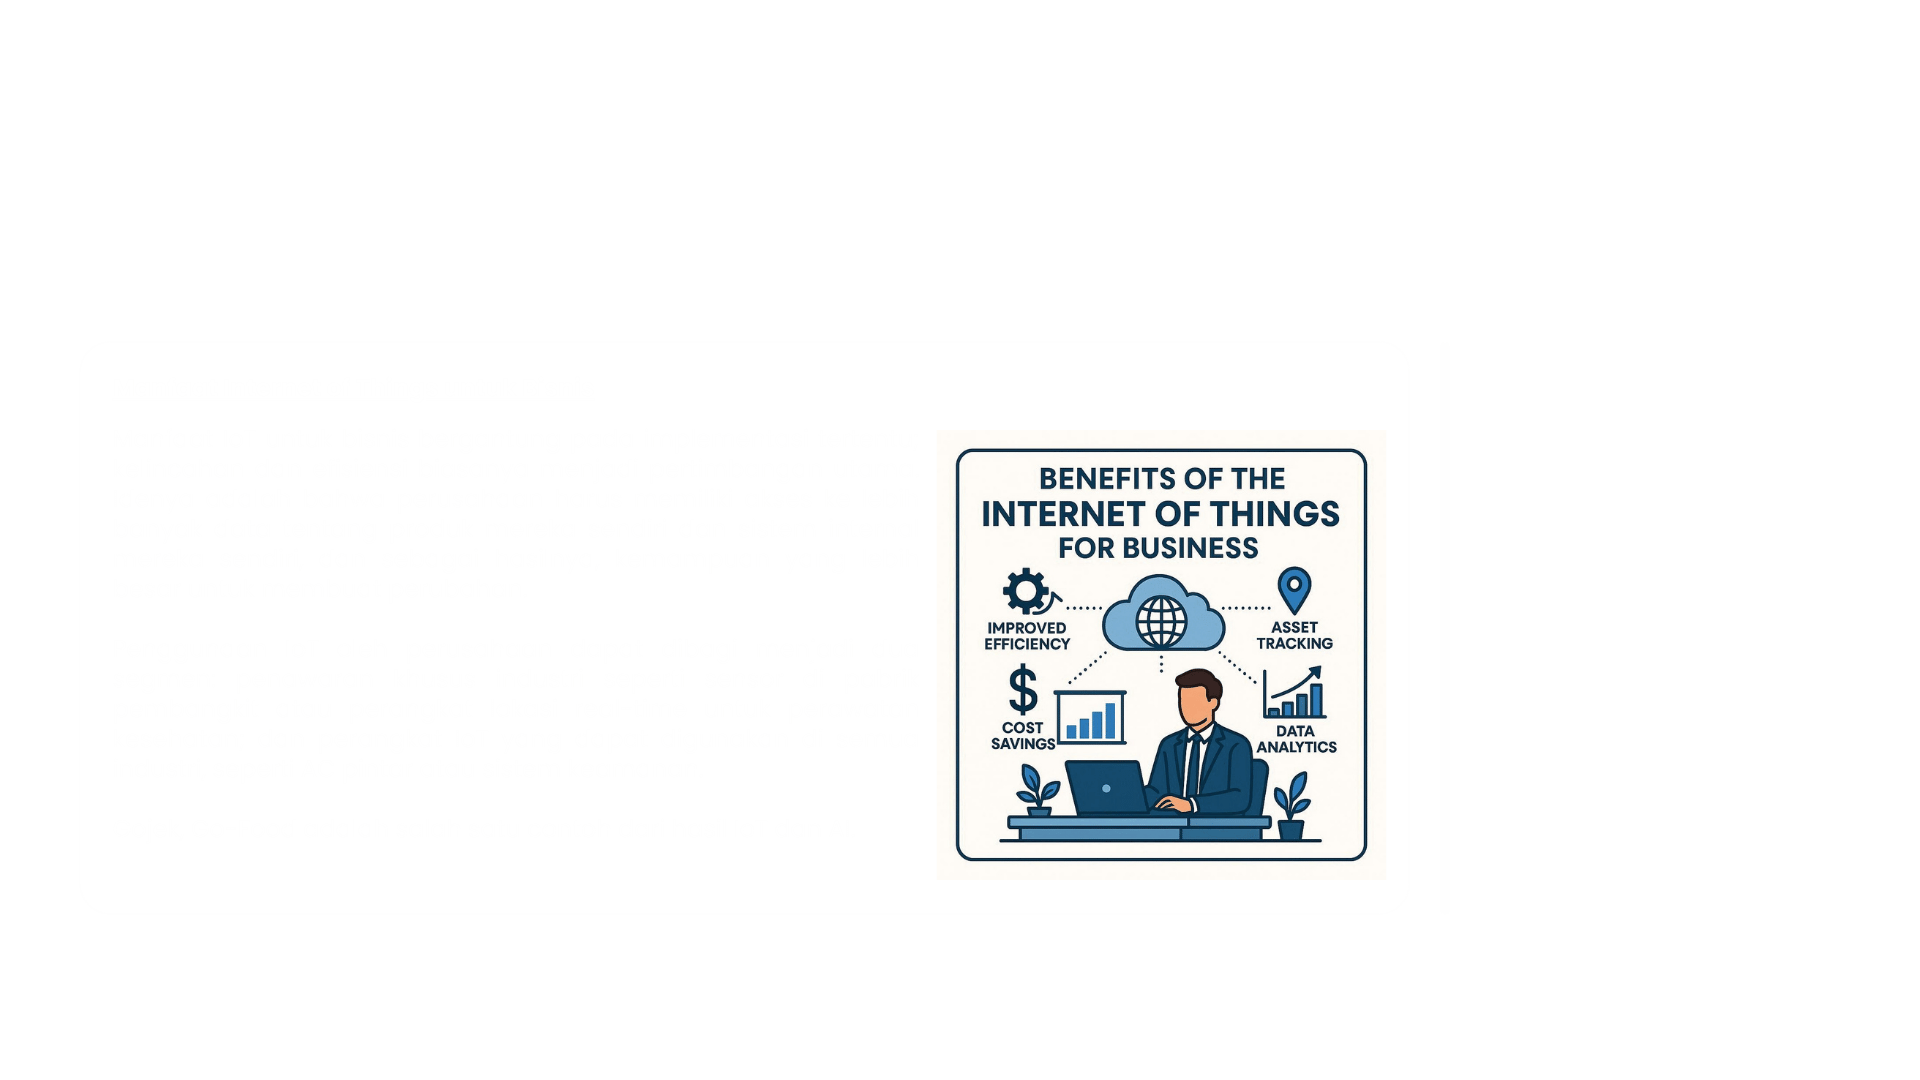 BENEFITS OF THE
INTERNET OF THINGS
FOR BUSINESS
IMPROVED
EFFICIENCY
ASSET
TRACKING
COST
SAVINGS
DATA
ANALYTICS